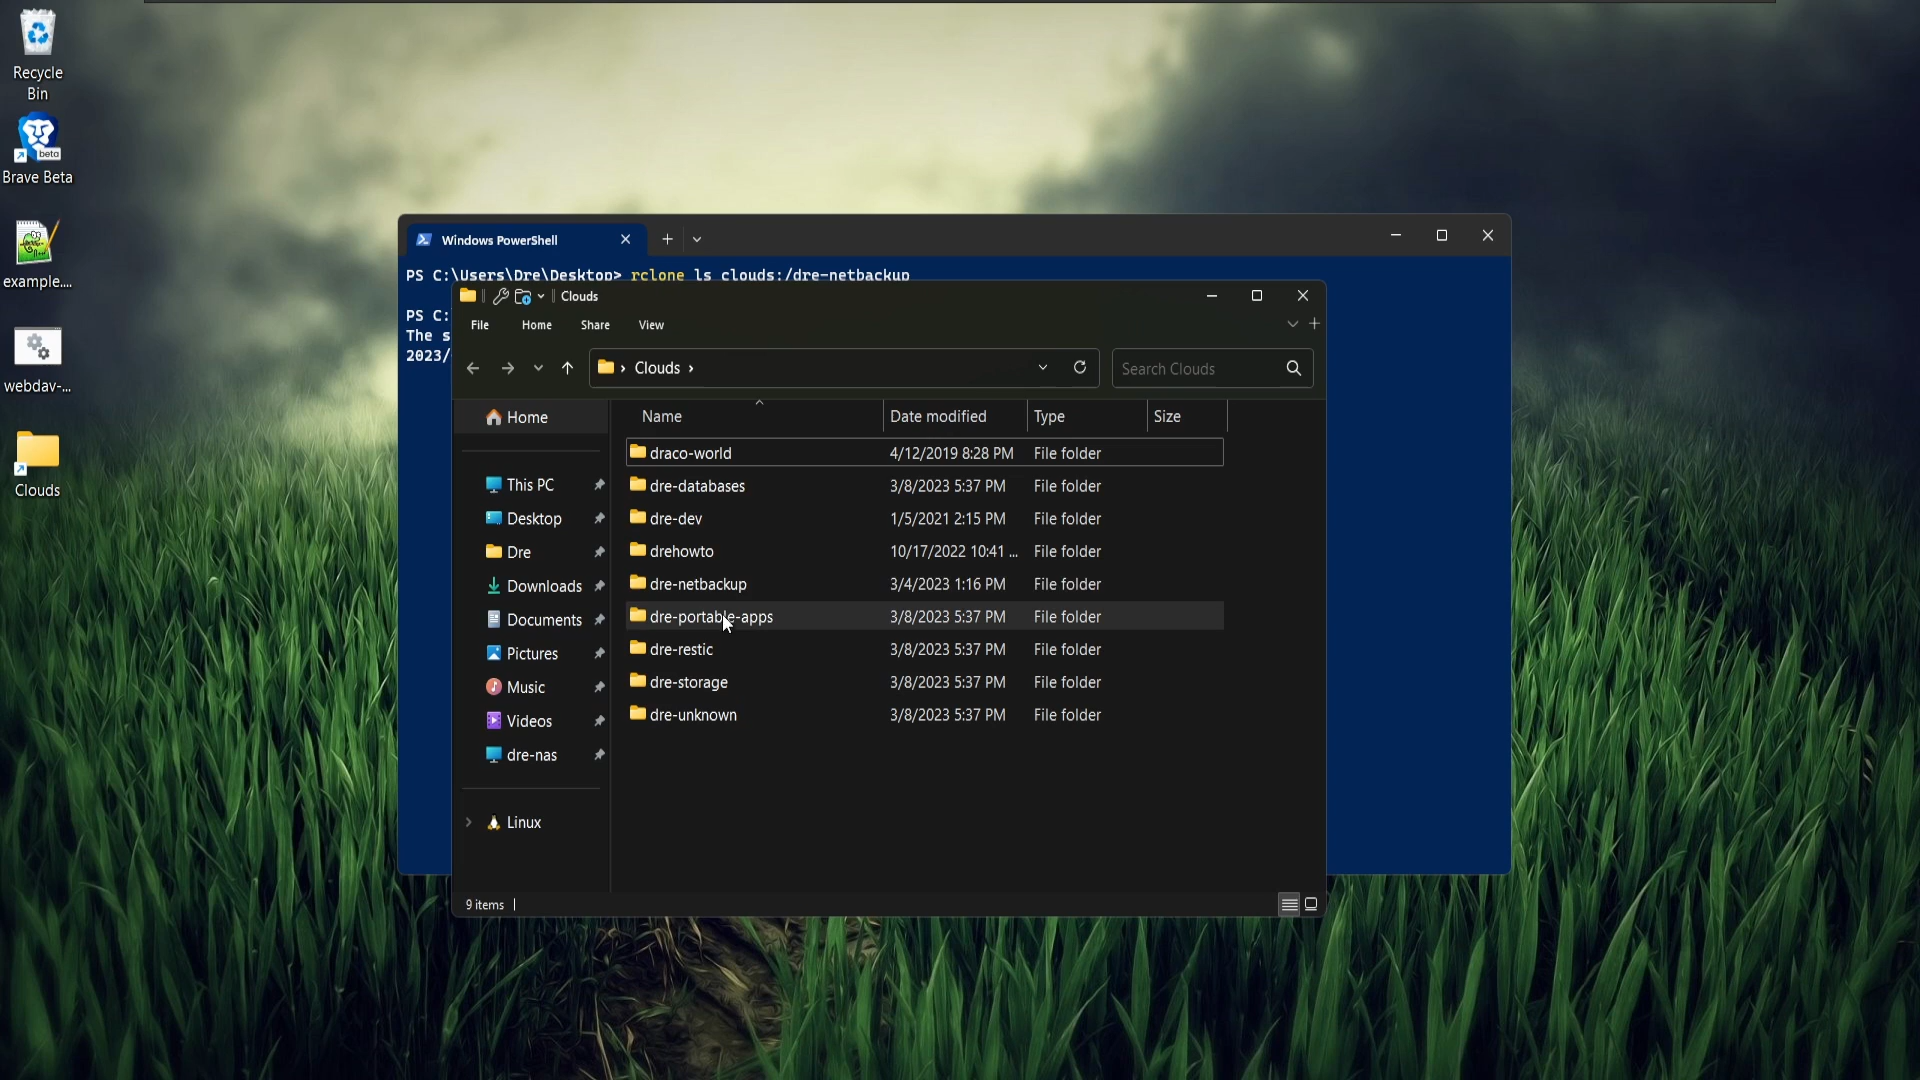 Recycle
Bin
beta
Brave Beta
example....
webdav-...
Clouds
Windows PowerShell
PS C:\Users\Dre\Desktop> rclone ls clouds:/dre-netbackup
PS C:
The s
2023/
Clouds
File Home Share View
Clouds
Search Clouds
Home
This PC
Desktop
Dre
Downloads
Documents
Pictures
Music
Videos
dre-nas
Linux
Name Date modified Type Size
draco-world 4/12/2019 8:28 PM File folder
dre-databases 3/8/2023 5:37 PM File folder
dre-dev 1/5/2021 2:15 PM File folder
drehowto 10/17/2022 10:41 ... File folder
dre-netbackup 3/4/2023 1:16 PM File folder
dre-portable-apps 3/8/2023 5:37 PM File folder
dre-restic 3/8/2023 5:37 PM File folder
dre-storage 3/8/2023 5:37 PM File folder
dre-unknown 3/8/2023 5:37 PM File folder
9 items